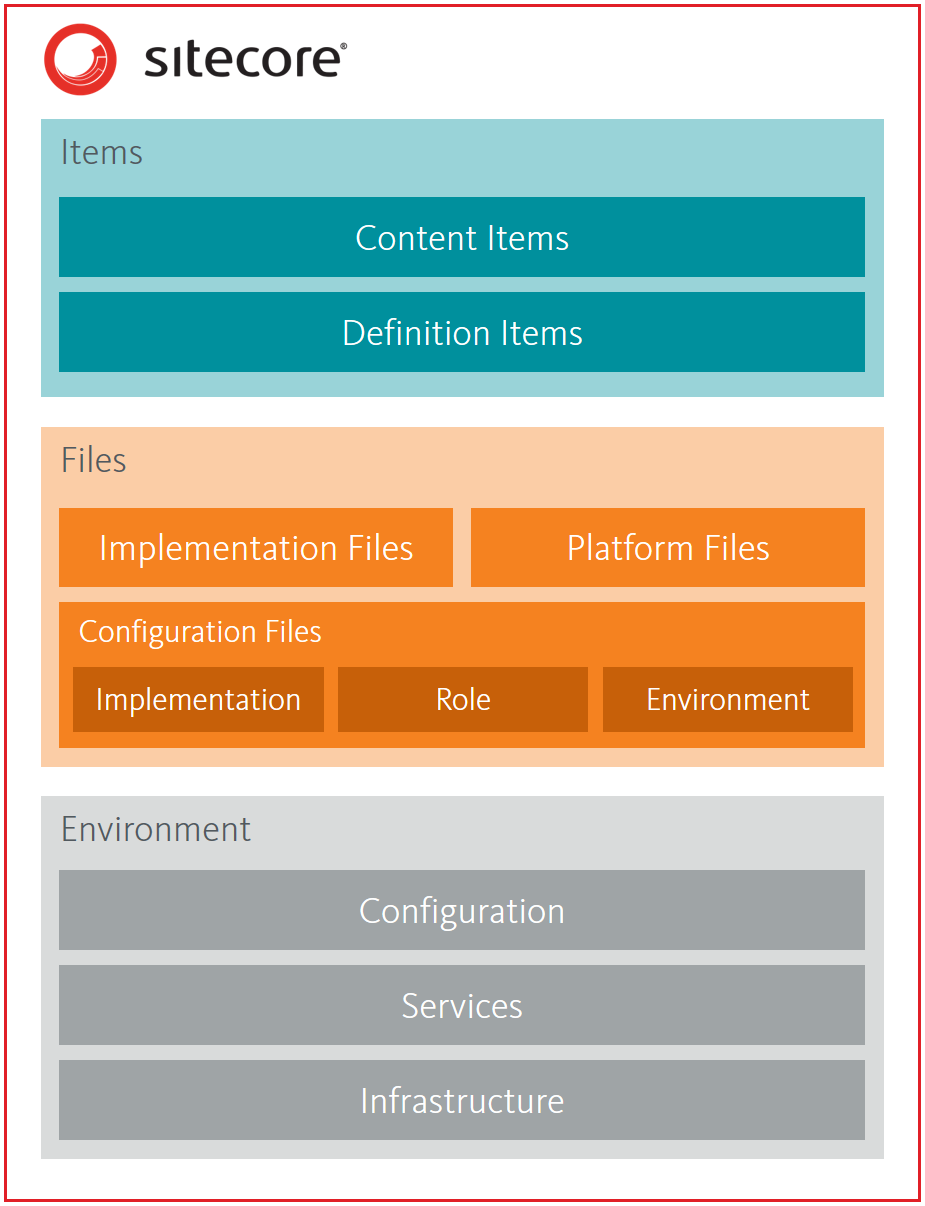 sitecore®
Items
Content Items
Definition Items
Files
Implementation Files
Platform Files
Configuration Files
Implementation
Role
Environment
Environment
Configuration
Services
Infrastructure